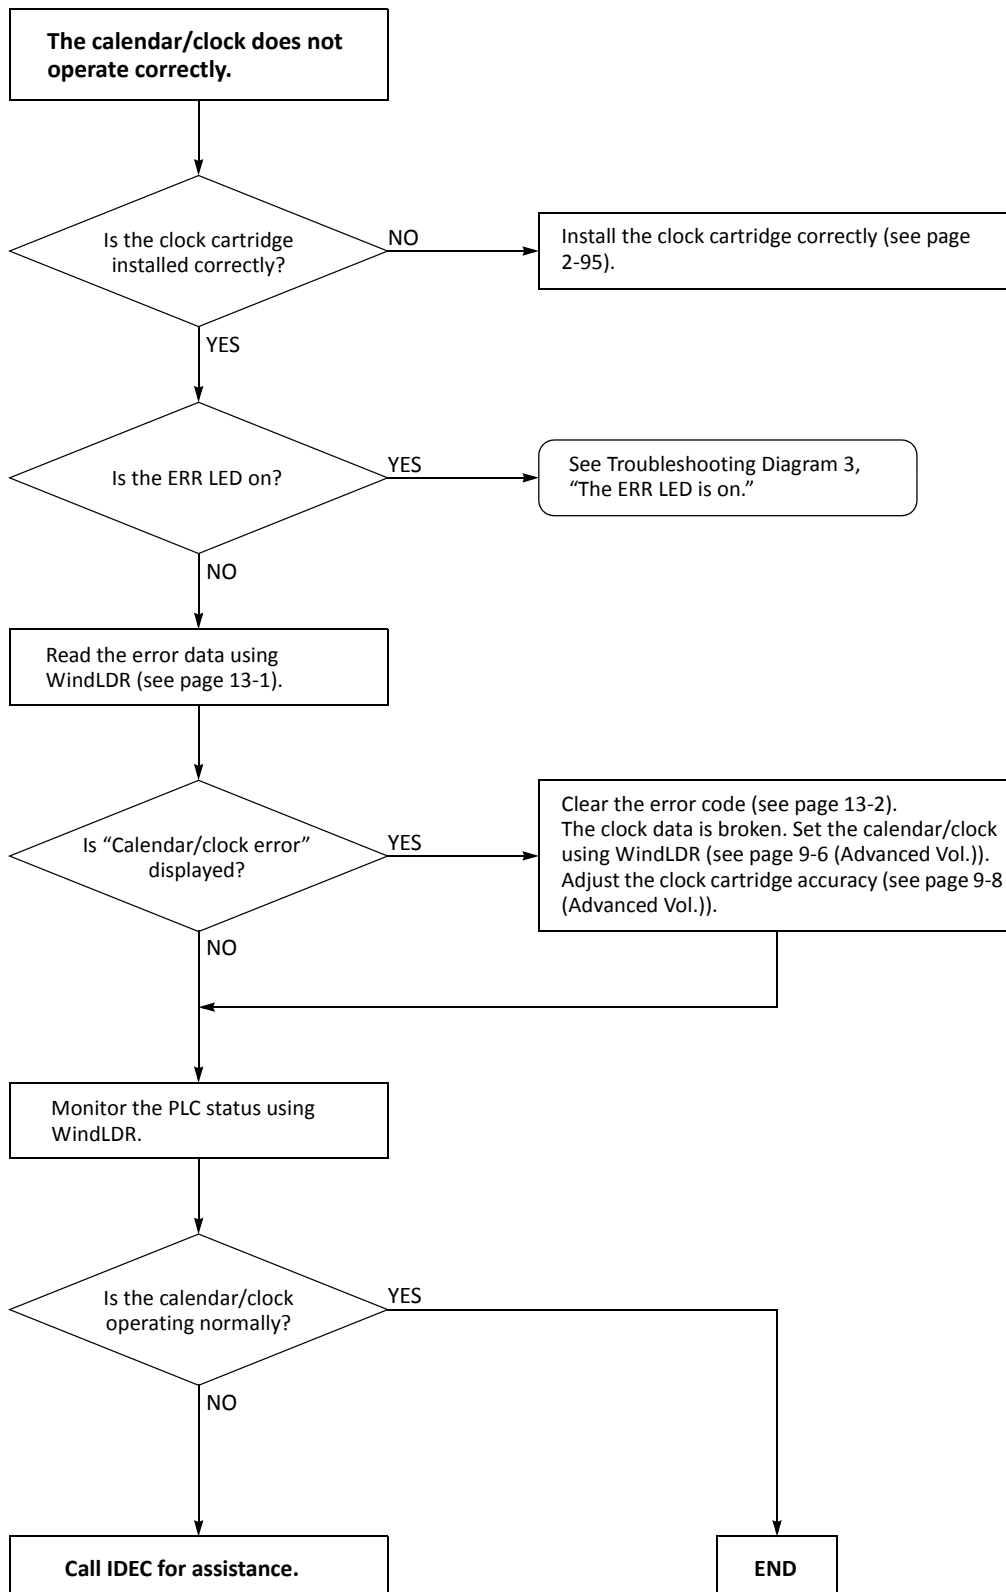 The calendar/clock does not
operate correctly.
Is the clock cartridge
installed correctly?
NO
Install the clock cartridge correctly (see page
2-95).
YES
Is the ERR LED on?
YES
See Troubleshooting Diagram 3,
“The ERR LED is on.”
NO
Read the error data using
WindLDR (see page 13-1).
Is “Calendar/clock error”
displayed?
YES
Clear the error code (see page 13-2).
The clock data is broken. Set the calendar/clock
using WindLDR (see page 9-6 (Advanced Vol.)).
Adjust the clock cartridge accuracy (see page 9-8
(Advanced Vol.)).
NO
Monitor the PLC status using
WindLDR.
Is the calendar/clock
operating normally?
YES
NO
Call IDEC for assistance.
END